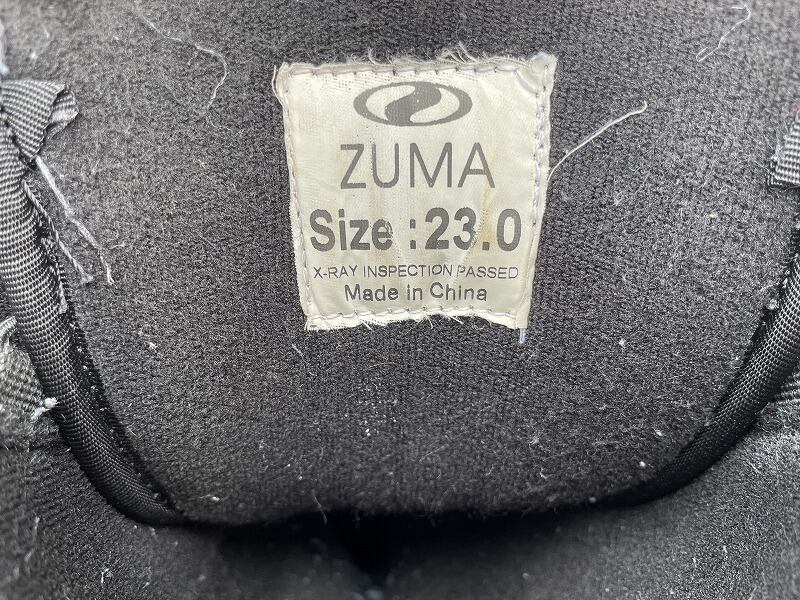 ZUMA
Size : 23.0
X-RAY INSPECTION PASSED
Made in China